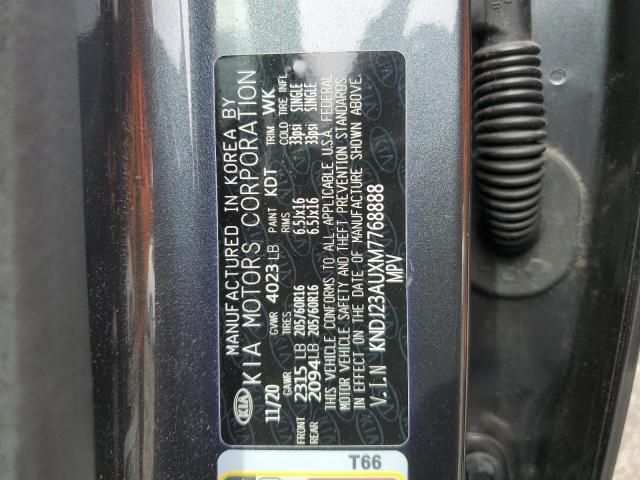 MANUFACTURED IN KOREA BY
KIA KIA MOTORS CORPORATION
11/20 GVWR 4023 LB PAINT KDT TRIM WK
GAWR TIRES RIMS COLD TIRE INFL.
FRONT 2315 LB 205/60R16 6.5Jx16 33psi SINGLE
REAR 2094 LB 205/60R16 6.5Jx16 33psi SINGLE
THIS VEHICLE CONFORMS TO ALL APPLICABLE U.S.A. FEDERAL
MOTOR VEHICLE SAFETY AND THEFT PREVENTION STANDARDS
IN EFFECT ON THE DATE OF MANUFACTURE SHOWN ABOVE.
V.I.N KNDJ23AUXM7768888
MPV
T66